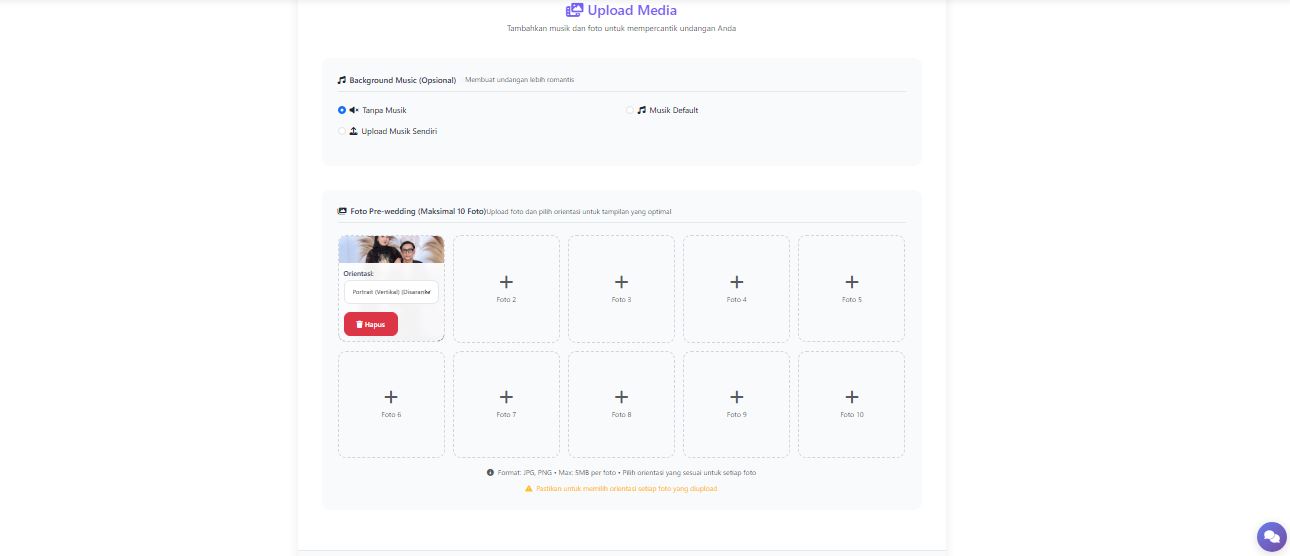 Upload Media
Tambahkan musik dan foto untuk mempercantik undangan Anda
Background Music (Opsional) Membuat undangan lebih romantis
Tanpa Musik
Musik Default
Upload Musik Sendiri
Foto Pre-wedding (Maksimal 10 Foto)Upload foto dan pilih orientasi untuk tampilan yang optimal
Orientasi:
Portrait (Vertikal) (Disaran
Hapus
Foto 2
Foto 3
Foto 4
Foto 5
Foto 6
Foto 7
Foto 8
Foto 9
Foto 10
Format: JPG, PNG • Max: 5MB per foto • Pilih orientasi yang sesuai untuk setiap foto
Pastikan untuk memilih orientasi setiap foto yang diupload